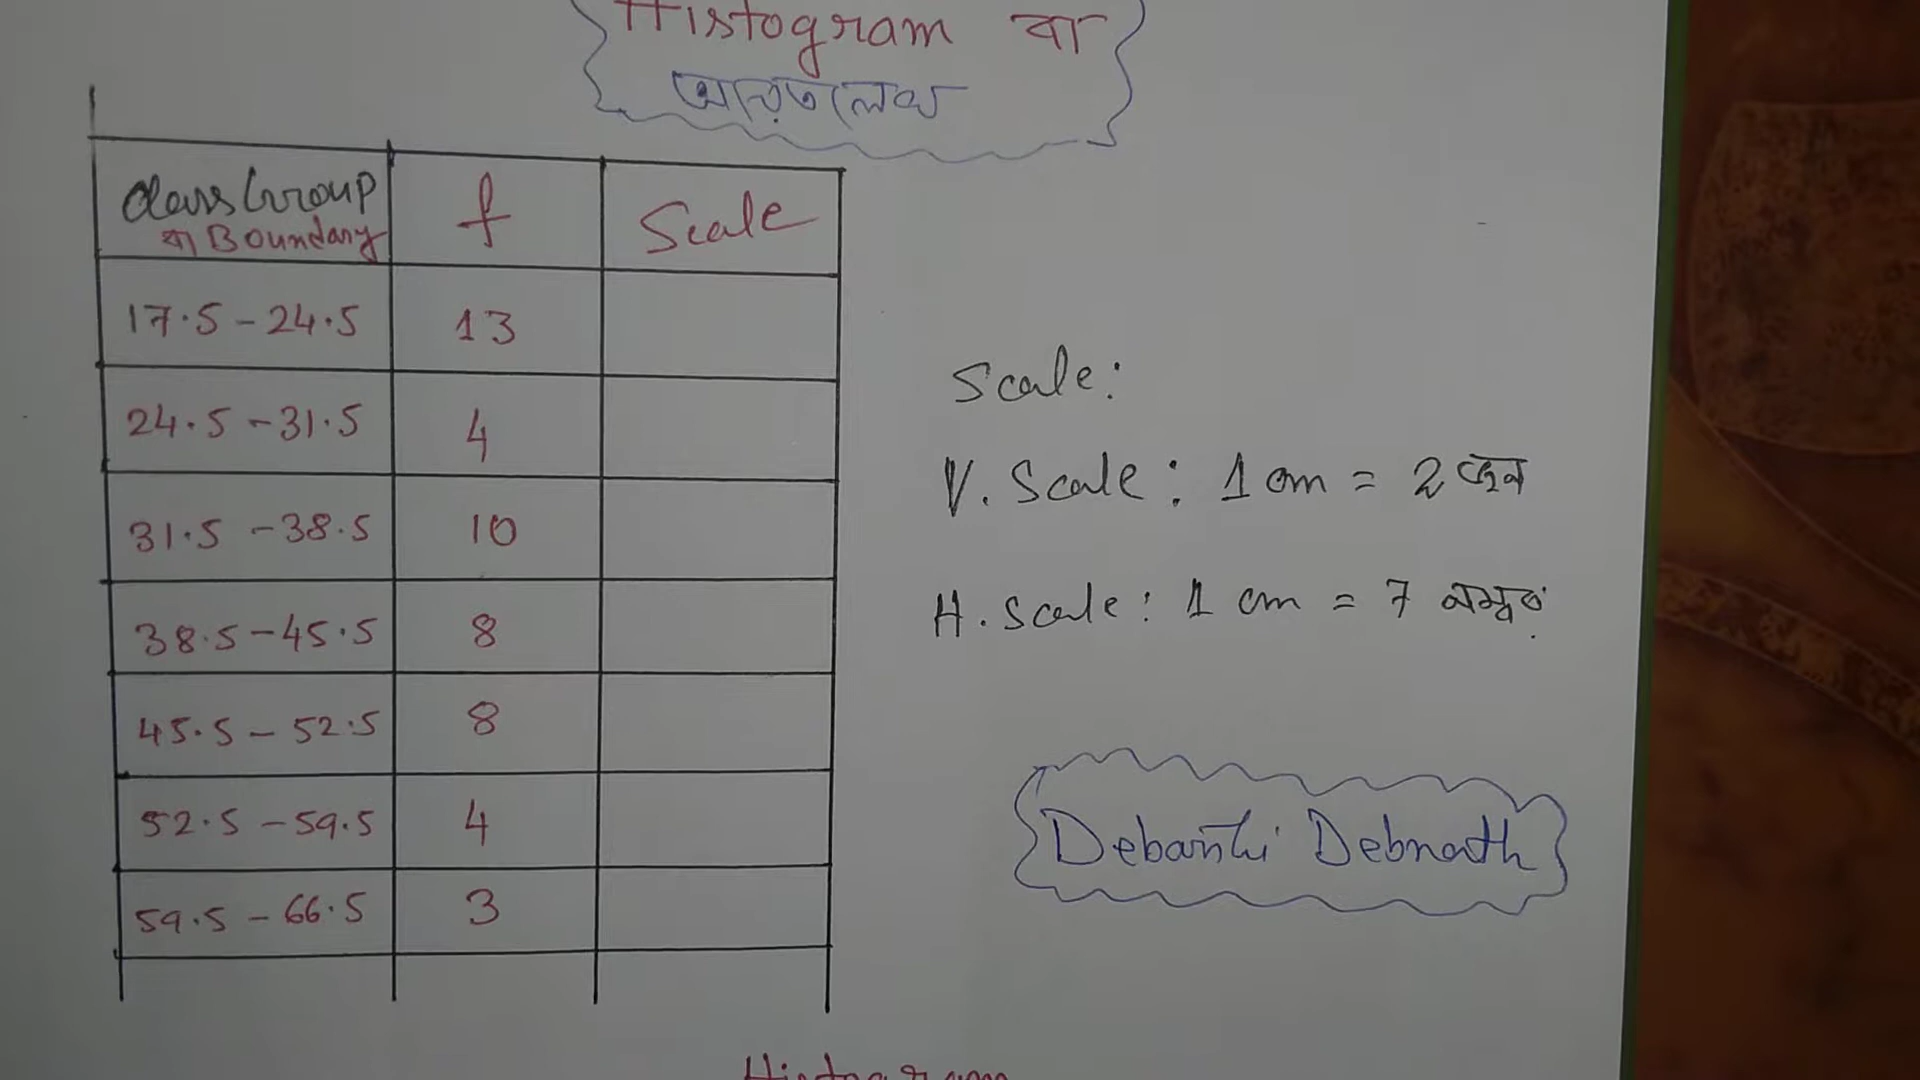 Histogram বা
আয়তলেখ
Class Group
বা Boundary
f
Scale
17.5 - 24.5
13
24.5 - 31.5
4
31.5 - 38.5
10
38.5 - 45.5
8
45.5 - 52.5
8
52.5 - 59.5
4
59.5 - 66.5
3
Scale:
V. Scale: 1 cm = 2 জন
H. Scale: 1 cm = 7 নম্বর
Debnath
Histogram